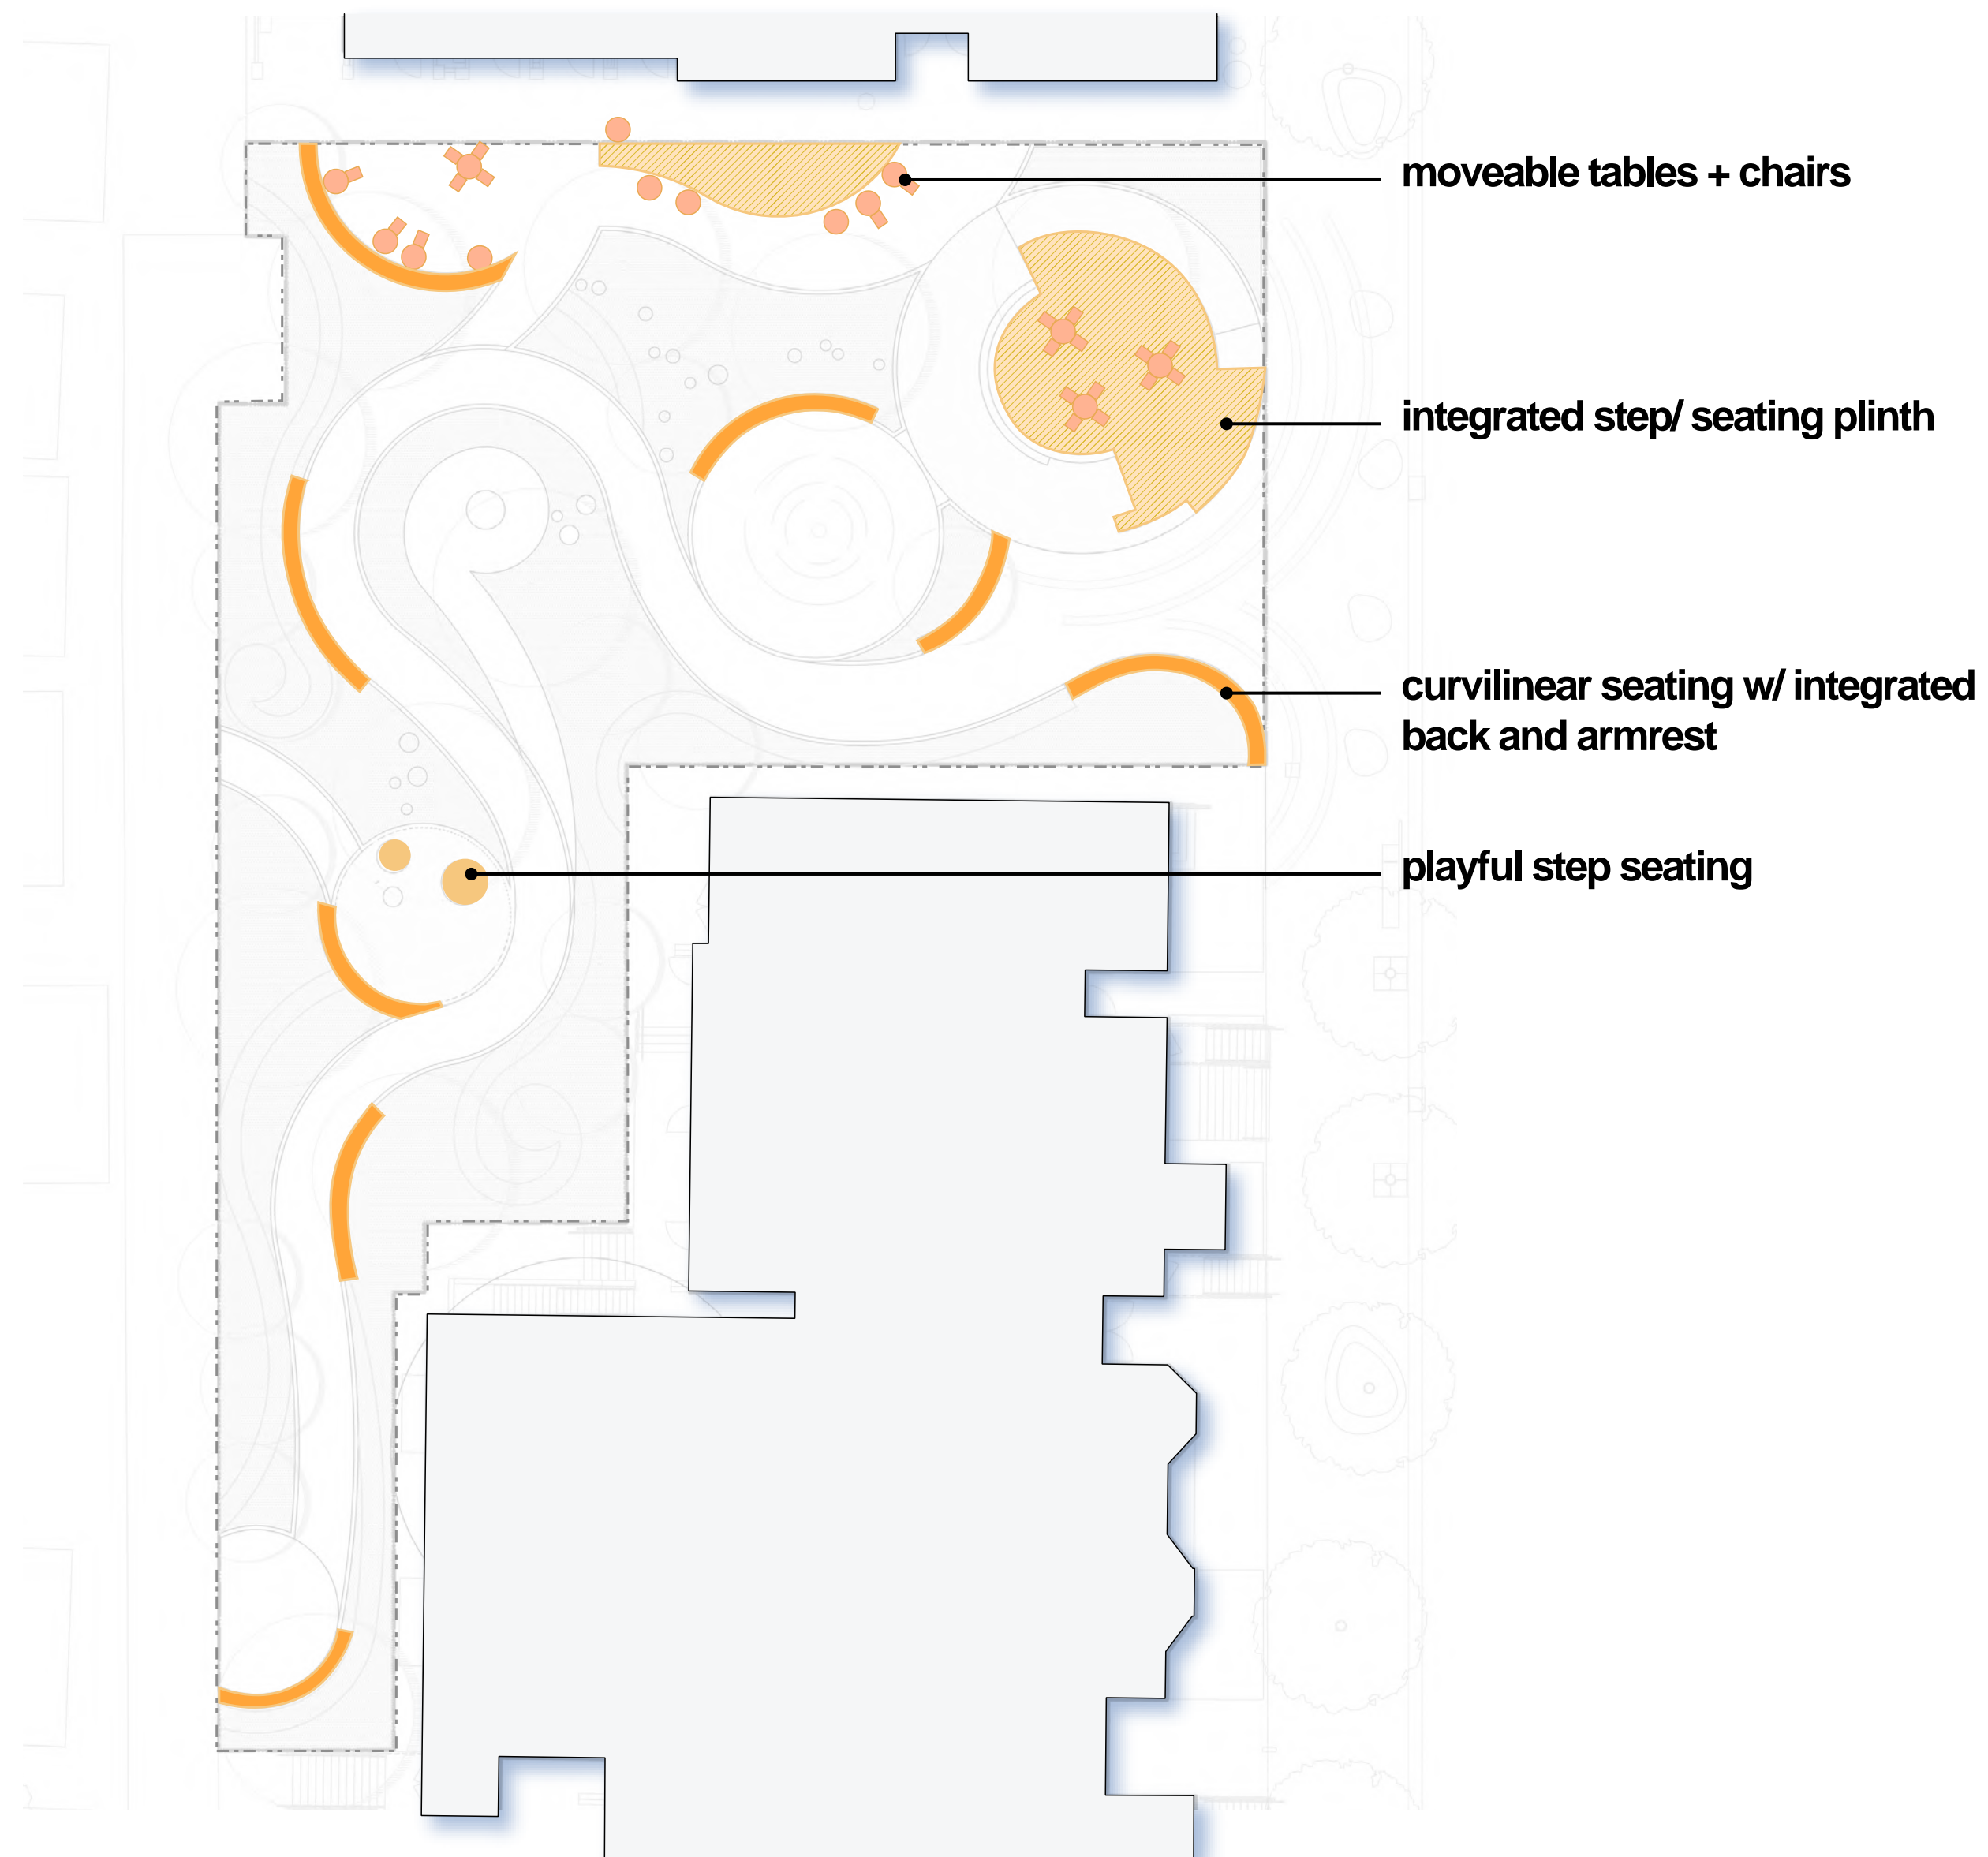 moveable tables + chairs
integrated step/ seating plinth
curvilinear seating w/ integrated
back and armrest
playful step seating